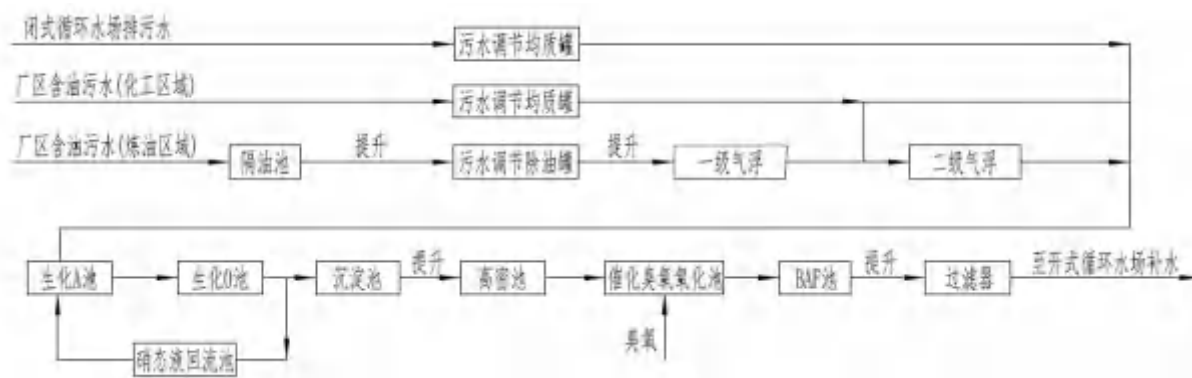 闭式循环水场排污水
污水调节均质罐
厂区含油污水(化工区域)
污水调节均质罐
厂区含油污水(炼油区域)
隔油池
提升
污水调节除油罐
提升
一级气浮
二级气浮
生化A池
生化O池
沉淀池
提升
高密池
催化臭氧氧化池
BAF池
提升
过滤器
至开式循环水场补水
臭氧
硝态液回流池